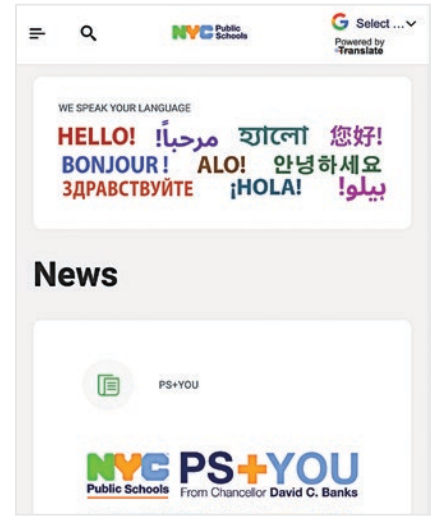 NYC Public Schools
Select ...
Powered by
Translate
WE SPEAK YOUR LANGUAGE
HELLO! مرحباً! হ্যালো 您好!
BONJOUR! ALO! 안녕하세요
ЗДРАВСТВУЙТЕ ¡HOLA! ہیلو!
News
PS+YOU
NYC PS+YOU
Public Schools From Chancellor David C. Banks